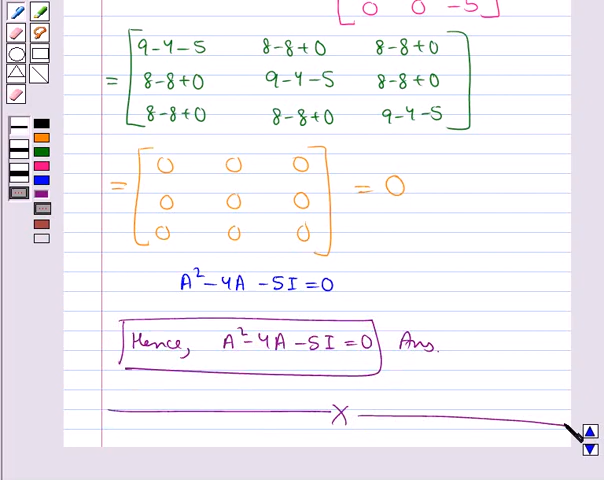 0 0 -5
9-4-5 8-8+0 8-8+0
= 8-8+0 9-4-5 8-8+0
8-8+0 8-8+0 9-4-5
0 0 0
= 0 0 0 = 0
0 0 0
A²-4A-5I=0
Hence, A²-4A-5I=0 Ans.
X